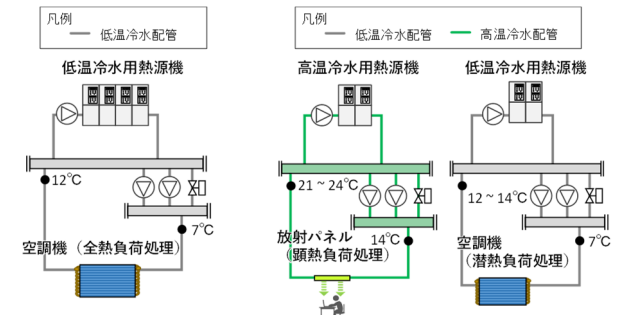 凡例
低温冷水配管
低温冷水用熱源機
12℃
7℃
空調機（全熱負荷処理）
凡例
低温冷水配管
高温冷水配管
高温冷水用熱源機
21～24℃
14℃
放射パネル
（顕熱負荷処理）
低温冷水用熱源機
12～14℃
7℃
空調機
（潜熱負荷処理）